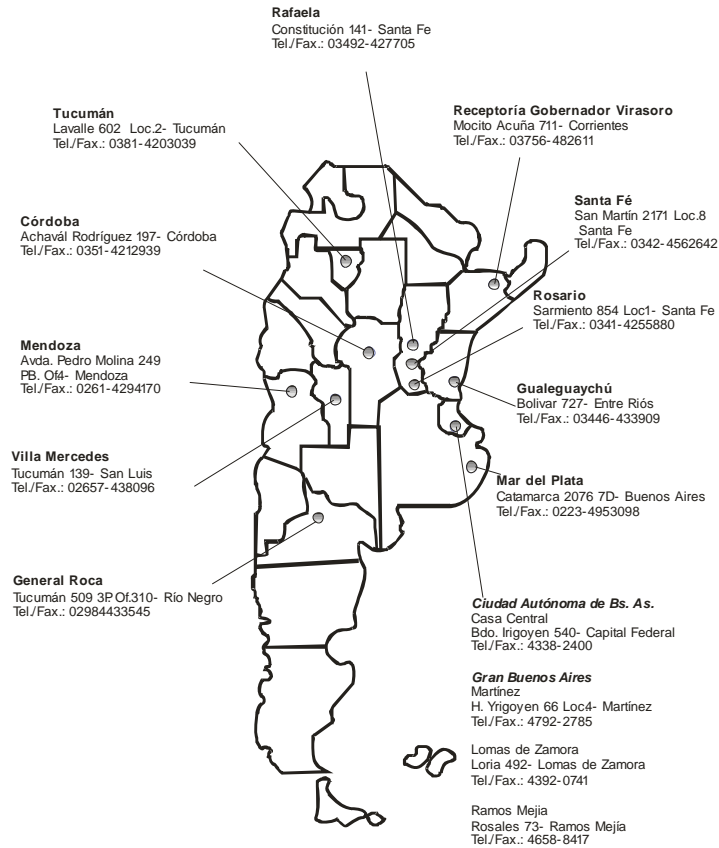 Rafaela
Constitución 141- Santa Fe
Tel./Fax.: 03492-427705
Tucumán
Lavalle 602 Loc.2- Tucumán
Tel./Fax.: 0381-4203039
Receptoría Gobernador Virasoro
Mocito Acuña 711- Corrientes
Tel./Fax.: 03756-482611
Santa Fé
San Martín 2171 Loc.8
Santa Fe
Tel./Fax.: 0342-4562642
Córdoba
Achavál Rodríguez 197- Córdoba
Tel./Fax.: 0351-4212939
Rosario
Sarmiento 854 Loc1- Santa Fe
Tel./Fax.: 0341-4255880
Mendoza
Avda. Pedro Molina 249
PB. Of4- Mendoza
Tel./Fax.: 0261-4294170
Gualeguaychú
Bolivar 727- Entre Riós
Tel./Fax.: 03446-433909
Villa Mercedes
Tucumán 139- San Luis
Tel./Fax.: 02657-438096
Mar del Plata
Catamarca 2076 7D- Buenos Aires
Tel./Fax.: 0223-4953098
General Roca
Tucumán 509 3P.Of.310- Río Negro
Tel./Fax.: 02984433545
Ciudad Autónoma de Bs. As.
Casa Central
Bdo. Irigoyen 540- Capital Federal
Tel./Fax.: 4338-2400
Gran Buenos Aires
Martínez
H. Yrigoyen 66 Loc4- Martínez
Tel./Fax.: 4792-2785
Lomas de Zamora
Loria 492- Lomas de Zamora
Tel./Fax.: 4392-0741
Ramos Mejia
Rosales 73- Ramos Mejía
Tel./Fax.: 4658-8417